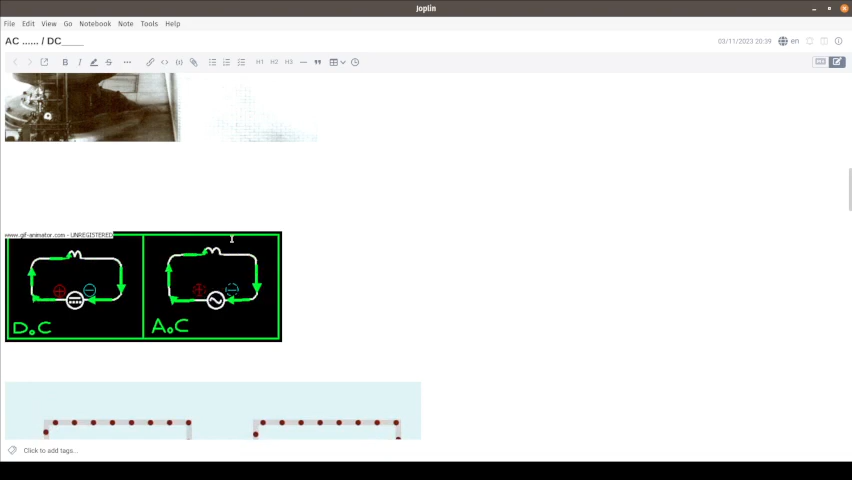 Joplin
File Edit View Go Notebook Note Tools Help
AC ...... / DC____
03/11/2023 20:39 en
B I S H1 H2 H3
www.gif-animator.com - UNREGISTERED
D.C A.C
Click to add tags...